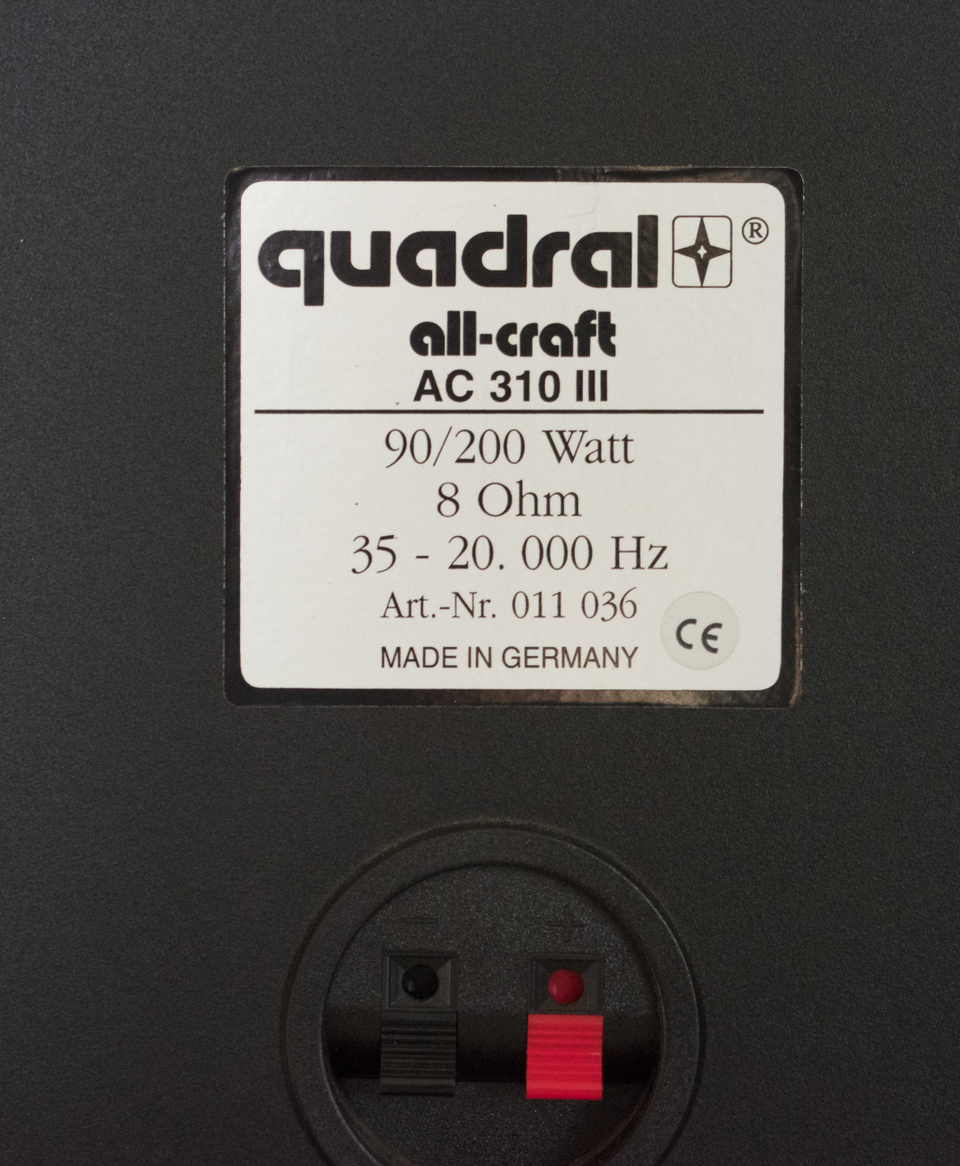 quadral ®
all-craft
AC 310 III
90/200 Watt
8 Ohm
35 - 20. 000 Hz
Art.-Nr. 011 036
MADE IN GERMANY CE
- +